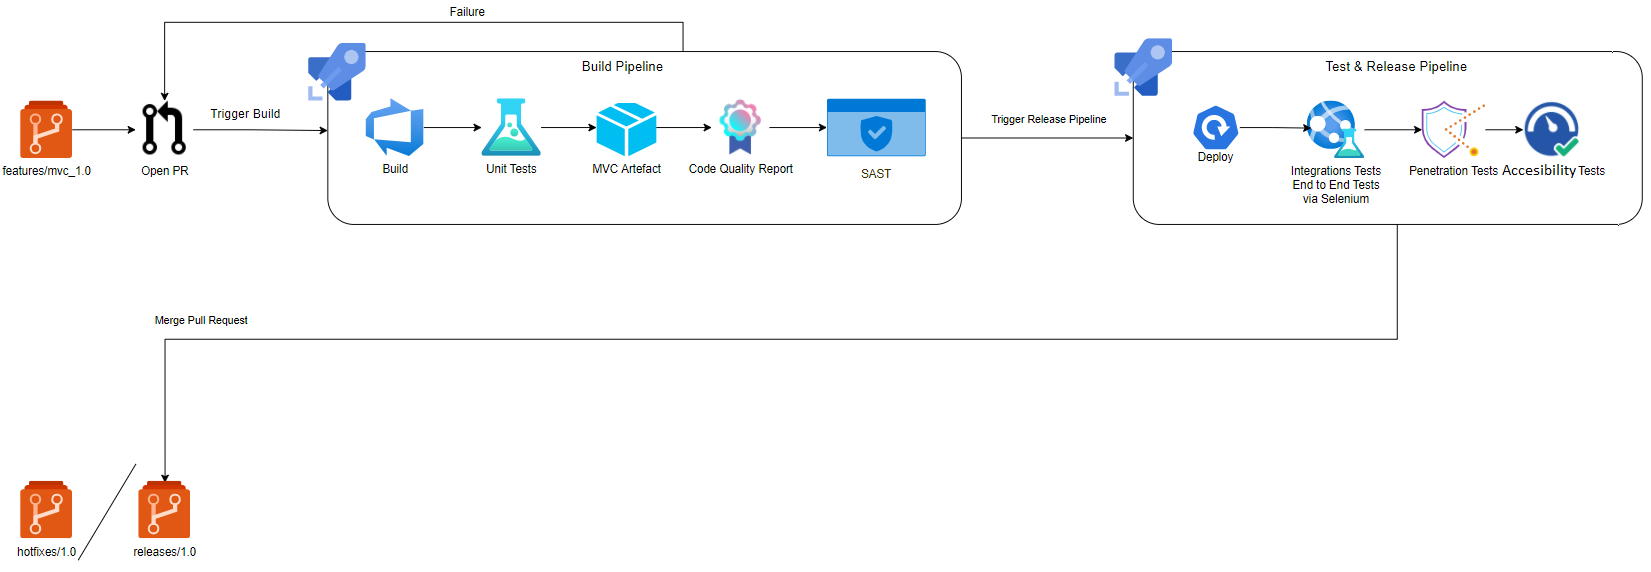 Failure
Build Pipeline
Test & Release Pipeline
Trigger Build
Trigger Release Pipeline
features/mvc_1.0
Open PR
Build
Unit Tests
MVC Artefact
Code Quality Report
SAST
Deploy
Integrations Tests
End to End Tests
via Selenium
Penetration Tests
Accesibility Tests
Merge Pull Request
hotfixes/1.0
releases/1.0